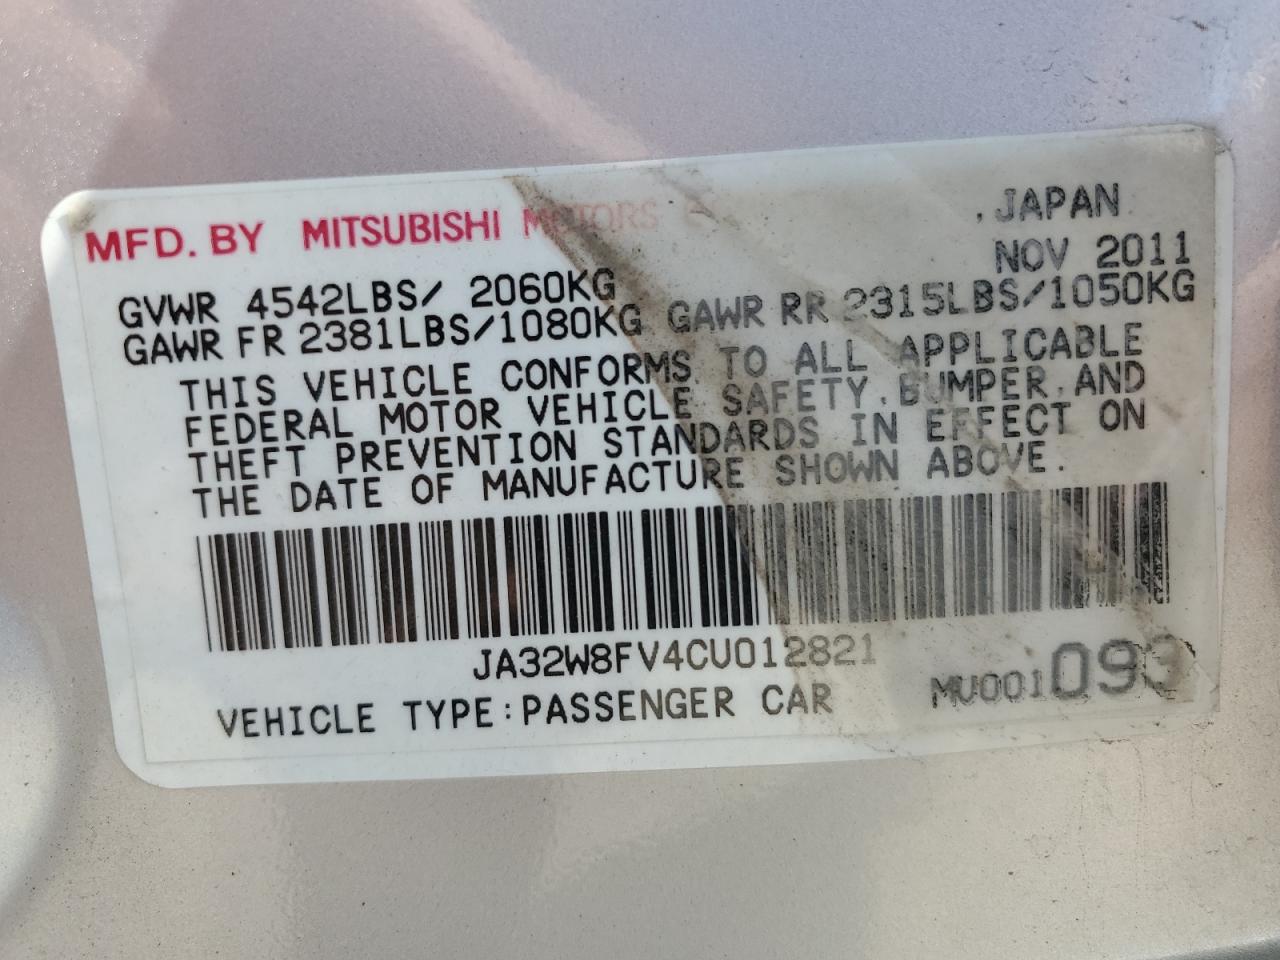 MFD. BY MITSUBISHI MOTORS JAPAN
NOV 2011
GVWR 4542LBS/ 2060KG
GAWR FR 2381LBS/1080KG GAWR RR 2315LBS/1050KG
THIS VEHICLE CONFORMS TO ALL APPLICABLE
FEDERAL MOTOR VEHICLE SAFETY, BUMPER, AND
THEFT PREVENTION STANDARDS IN EFFECT ON
THE DATE OF MANUFACTURE SHOWN ABOVE.
JA32W8FV4CU012821
MU001093
VEHICLE TYPE:PASSENGER CAR